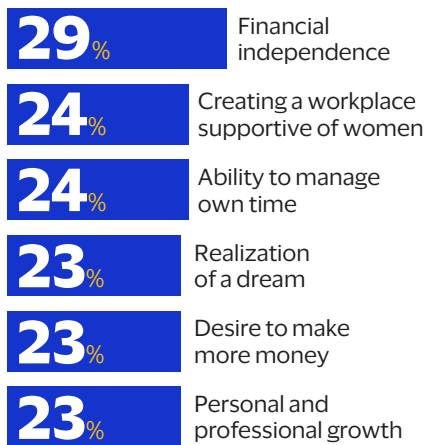 29%
Financial
independence
24%
Creating a workplace
supportive of women
24%
Ability to manage
own time
23%
Realization
of a dream
23%
Desire to make
more money
23%
Personal and
professional growth